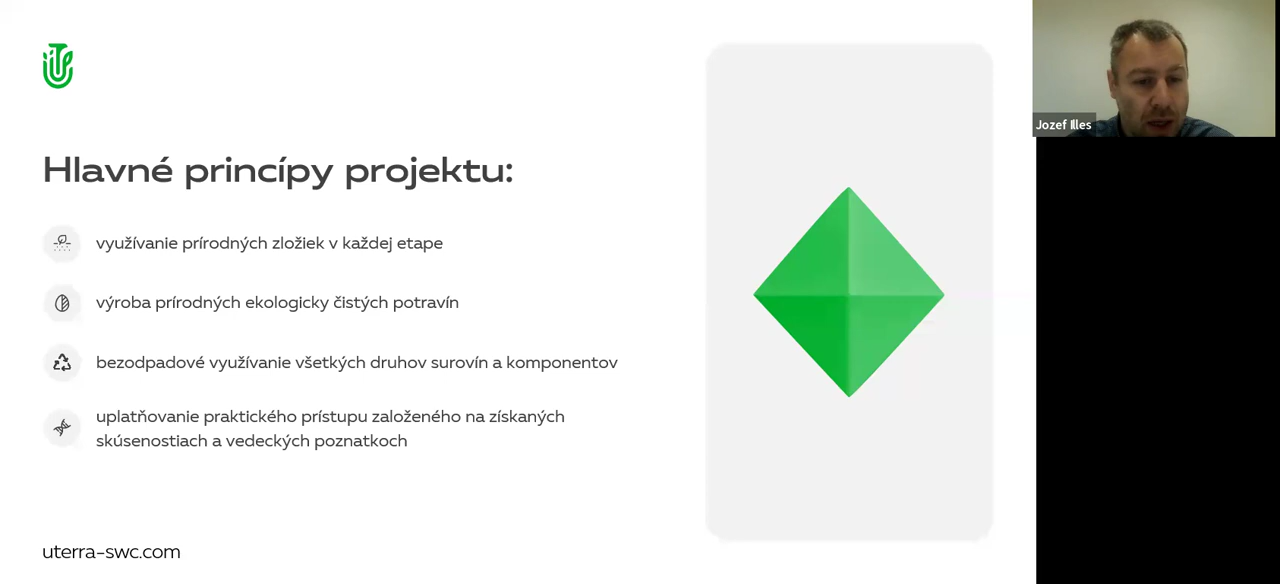 Hlavné princípy projektu:
využívanie prírodných zložiek v každej etape
výroba prírodných ekologicky čistých potravín
bezodpadové využívanie všetkých druhov surovín a komponentov
uplatňovanie praktického prístupu založeného na získaných
skúsenostiach a vedeckých poznatkoch
uterra-swc.com
Jozef Illes